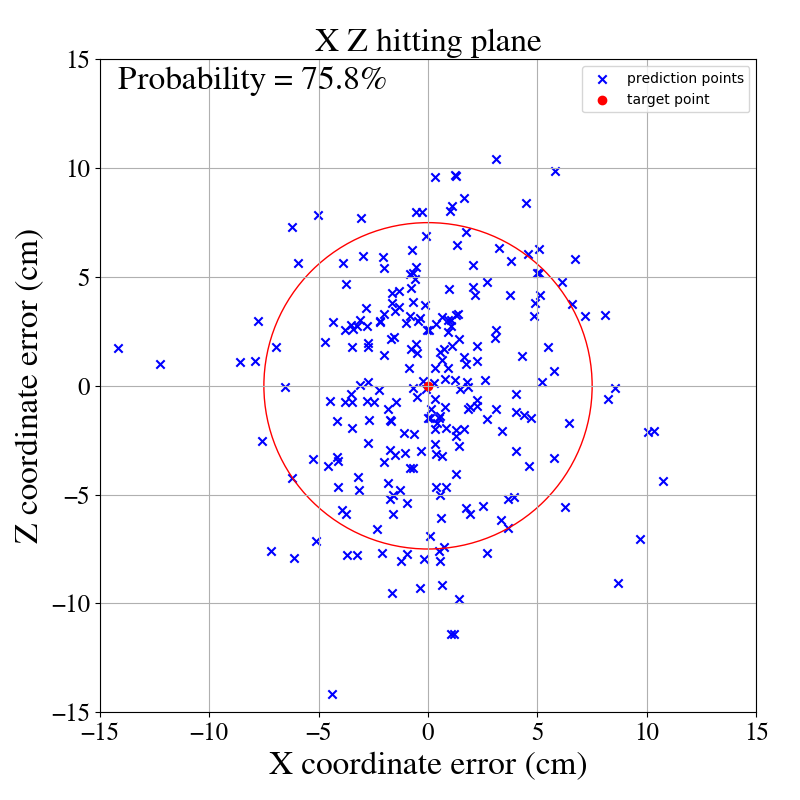 X Z hitting plane
Probability = 75.8%
prediction points
target point
Z coordinate error (cm)
15
10
5
0
−5
−10
−15
−15 −10 −5 0 5 10 15
X coordinate error (cm)